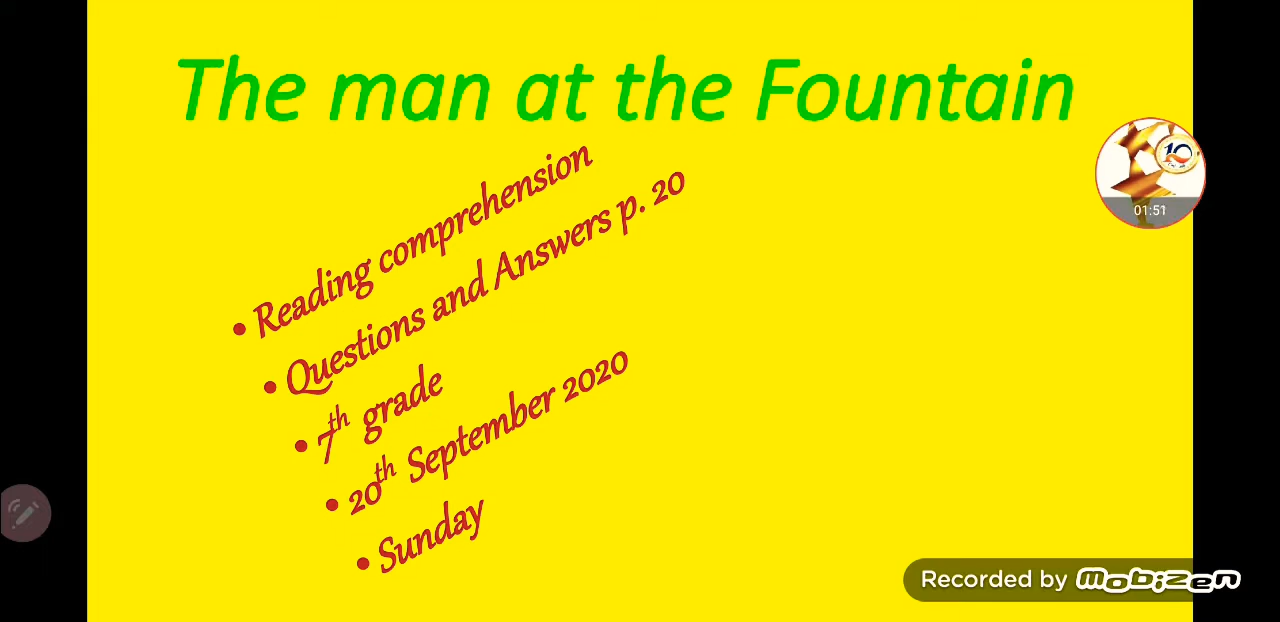 The man at the Fountain
• Reading comprehension
• Questions and Answers p. 20
• 7th grade
• 20th September 2020
• Sunday
10
01:51
Recorded by Mobizen